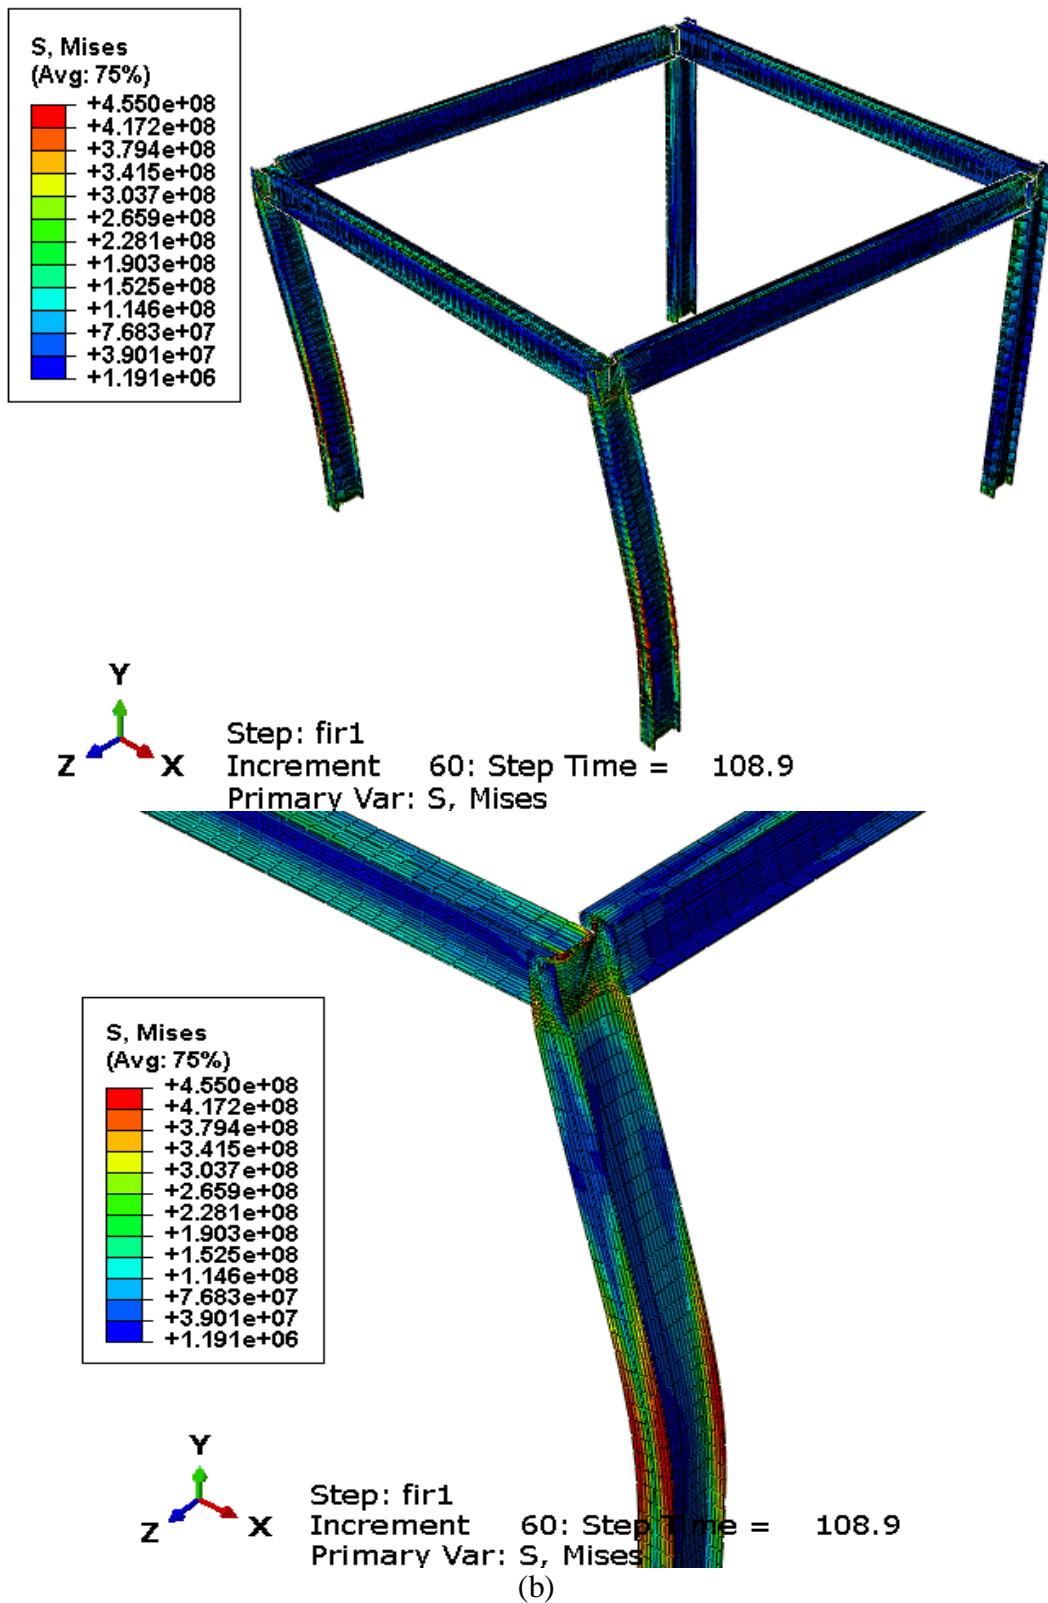 S, Mises
(Avg: 75%)
+4.550e+08
+4.172e+08
+3.794e+08
+3.415e+08
+3.037e+08
+2.659e+08
+2.281e+08
+1.903e+08
+1.525e+08
+1.146e+08
+7.683e+07
+3.901e+07
+1.191e+06
Y
Z
X
Step: fir1
Increment 60: Step Time = 108.9
Primary Var: S, Mises
S, Mises
(Avg: 75%)
+4.550e+08
+4.172e+08
+3.794e+08
+3.415e+08
+3.037e+08
+2.659e+08
+2.281e+08
+1.903e+08
+1.525e+08
+1.146e+08
+7.683e+07
+3.901e+07
+1.191e+06
Y
Z
X
Step: fir1
Increment 60: Step Time = 108.9
Primary Var: S, Mises
(b)